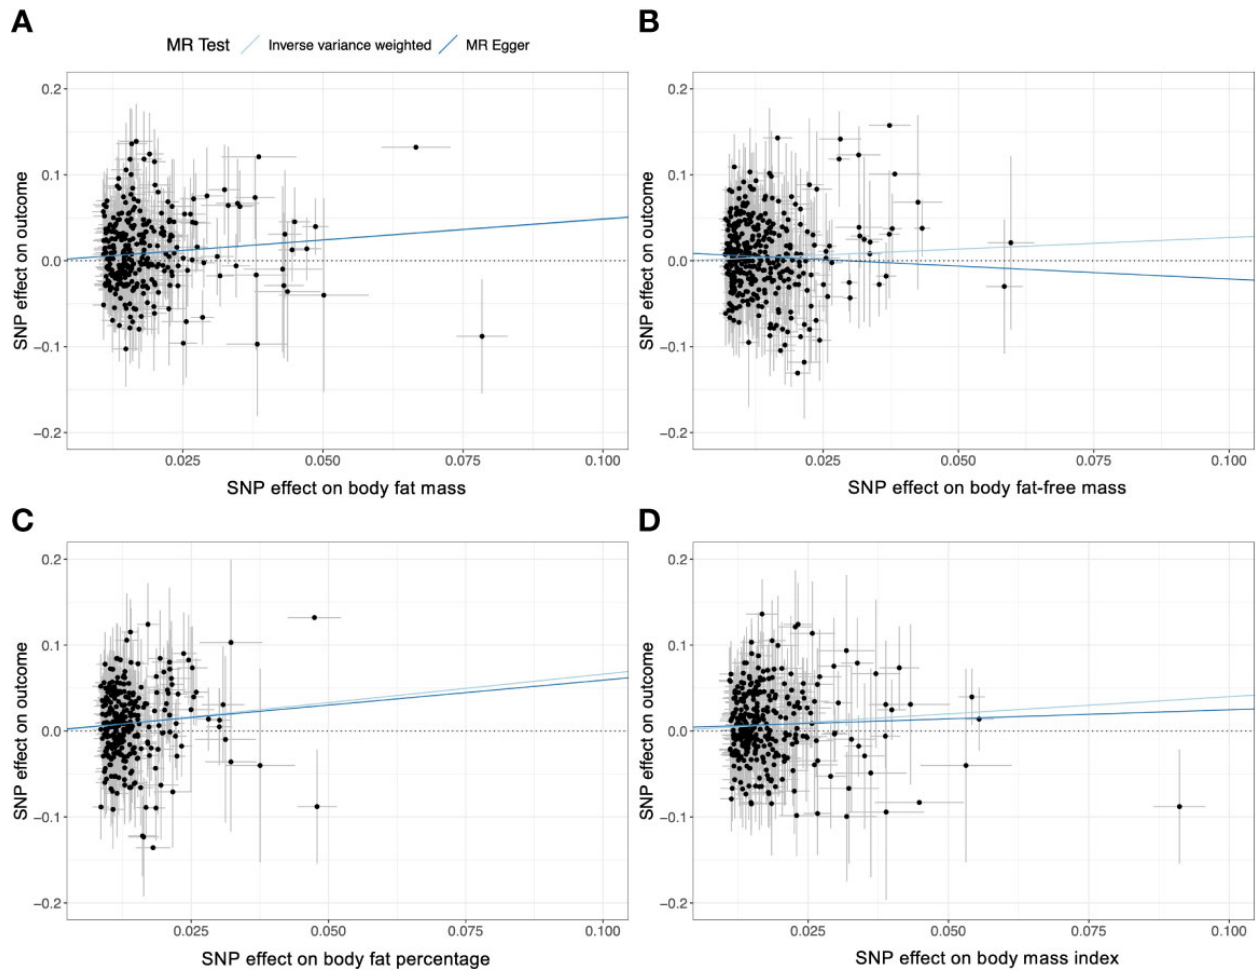 A
B
MR Test Inverse variance weighted MR Egger
0.2
0.1
0.0
−0.1
−0.2
SNP effect on outcome
0.025 0.050 0.075 0.100
SNP effect on body fat mass
0.2
0.1
0.0
−0.1
−0.2
SNP effect on outcome
0.025 0.050 0.075 0.100
SNP effect on body fat-free mass
C
D
0.2
0.1
0.0
−0.1
−0.2
SNP effect on outcome
0.025 0.050 0.075 0.100
SNP effect on body fat percentage
0.2
0.1
0.0
−0.1
−0.2
SNP effect on outcome
0.025 0.050 0.075 0.100
SNP effect on body mass index